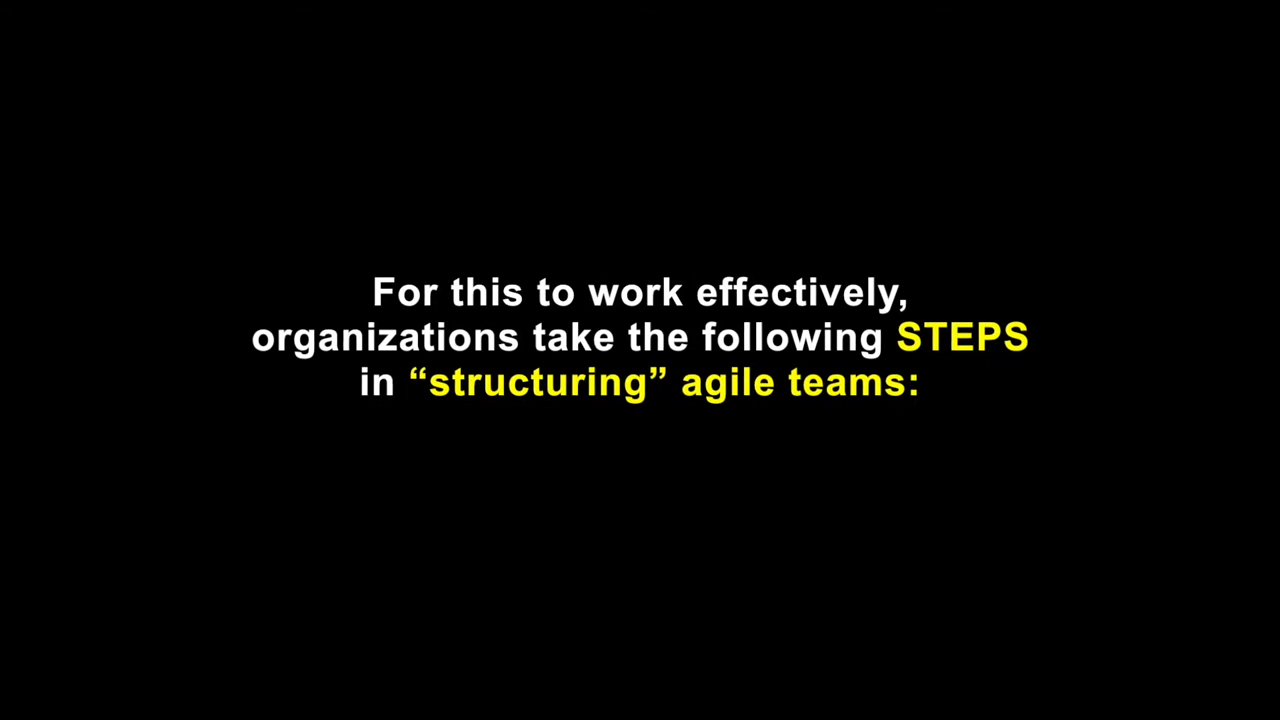 For this to work effectively,
organizations take the following STEPS
in “structuring” agile teams: